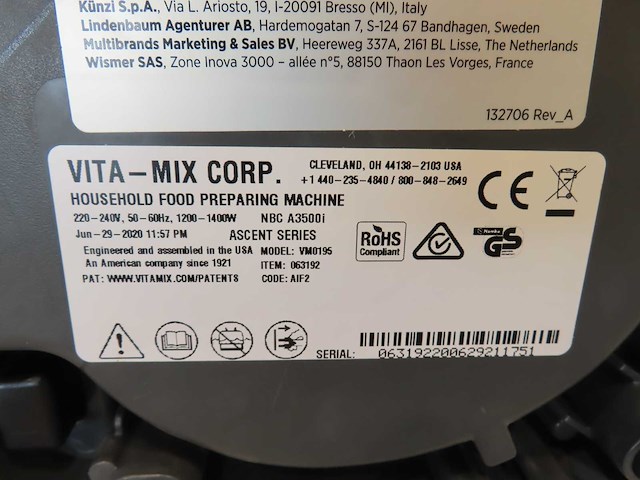 Künzi S.p.A., Via L. Ariosto, 19, I-20091 Bresso (MI), Italy
Lindenbaum Agenturer AB, Hardemogatan 7, S-124 67 Bandhagen, Sweden
Multibrands Marketing & Sales BV, Heereweg 337A, 2161 BL Lisse, The Netherlands
Wismer SAS, Zone Inova 3000 – allée n°5, 88150 Thaon Les Vorges, France
132706 Rev_A
VITA-MIX CORP.
CLEVELAND, OH 44138-2103 USA
+1 440-235-4840 / 800-848-2649
HOUSEHOLD FOOD PREPARING MACHINE
220-240V, 50-60Hz, 1200-1400W NBC A3500i
Jun-29-2020 11:57 PM ASCENT SERIES
Engineered and assembled in the USA MODEL: VM0195
An American company since 1921 ITEM: 063192
PAT: WWW.VITAMIX.COM/PATENTS CODE: AIF2
CE
RoHS
Compliant
Nemko
GS
SERIAL: 063192200629211751